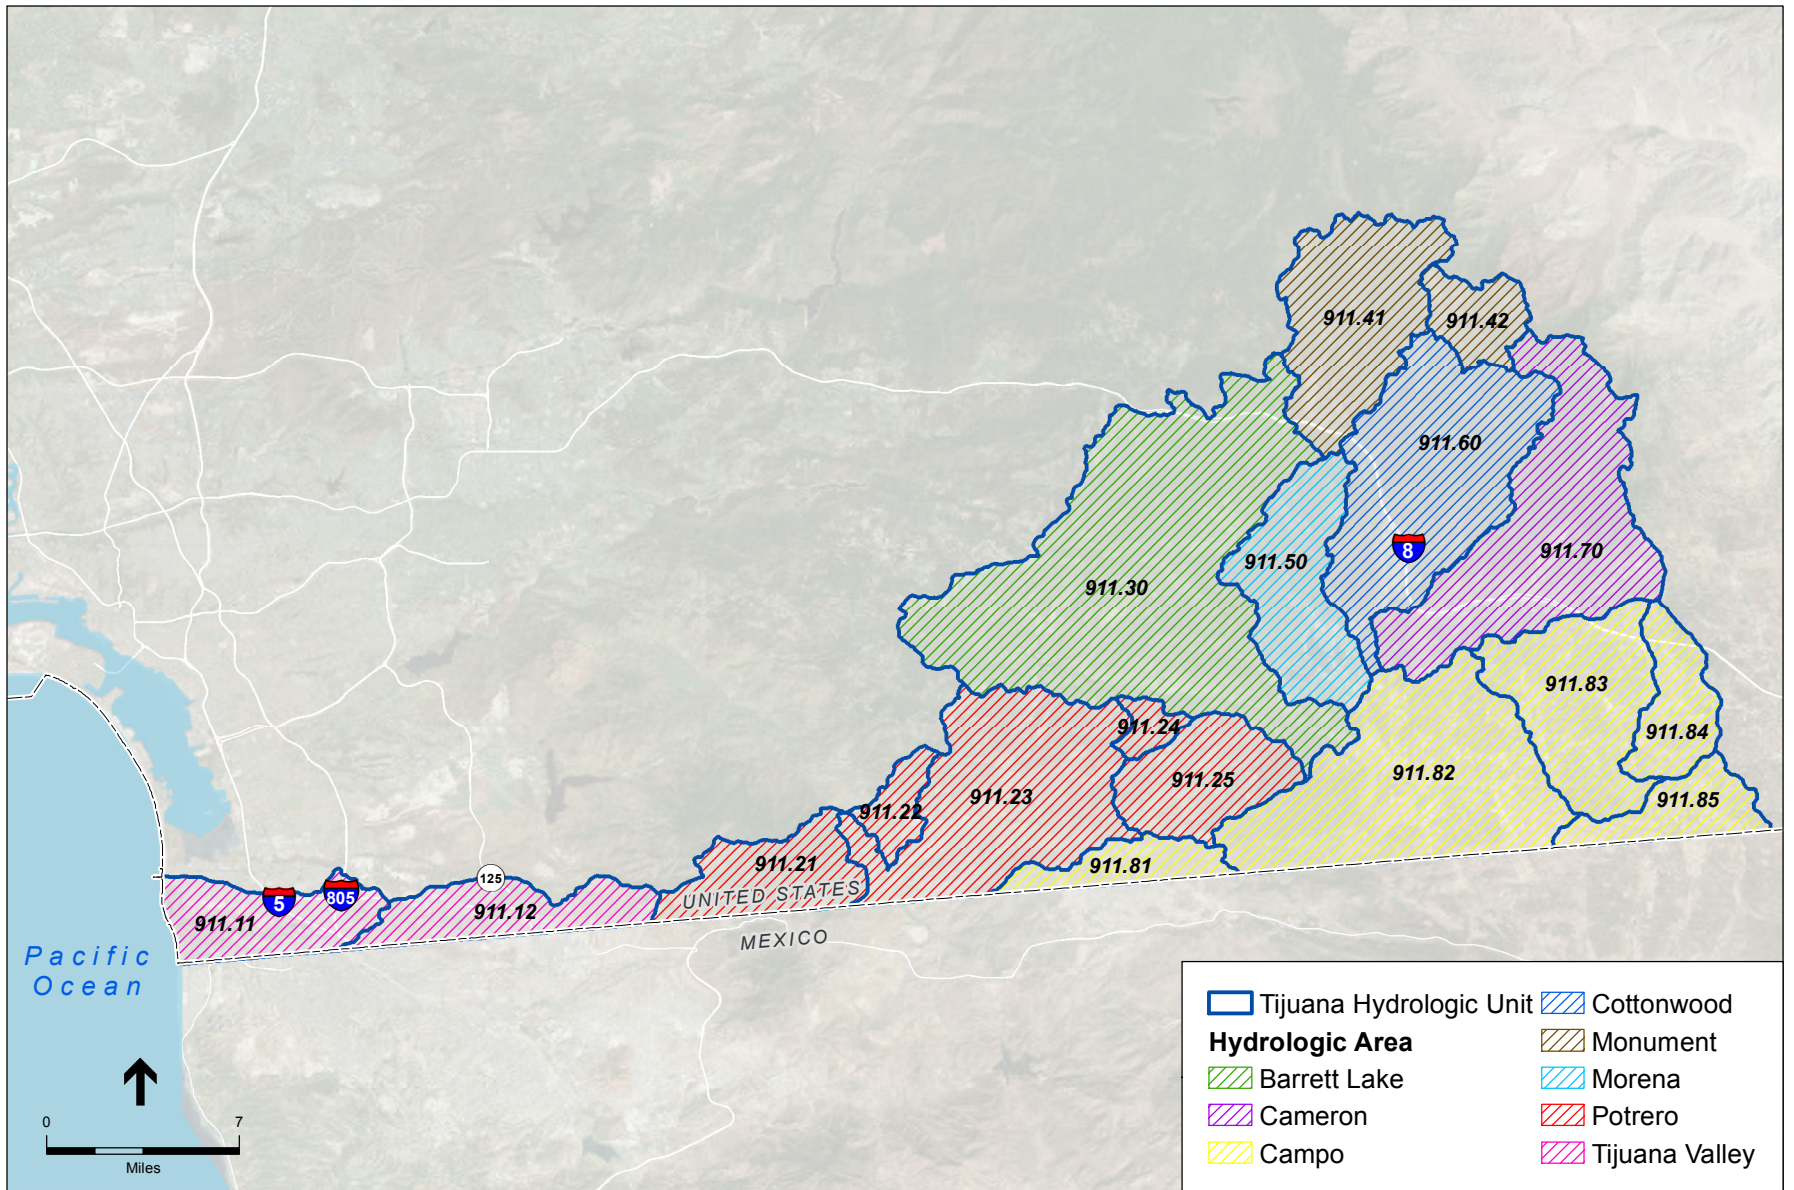 911.41
911.42
911.60
8
911.70
911.50
911.30
911.83
911.84
911.24
911.25
911.82
911.85
911.23
911.22
911.21
911.81
UNITED STATES
MEXICO
125
5
805
911.11
911.12
Pacific
Ocean
0 7
Miles
Tijuana Hydrologic Unit
Hydrologic Area
Barrett Lake
Cameron
Campo
Cottonwood
Monument
Morena
Potrero
Tijuana Valley